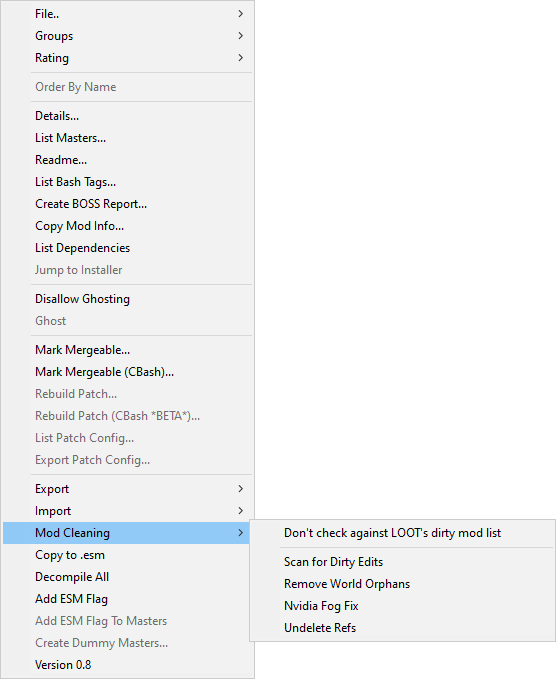 File..
Groups
Rating
Order By Name
Details...
List Masters...
Readme...
List Bash Tags...
Create BOSS Report...
Copy Mod Info...
List Dependencies
Jump to Installer
Disallow Ghosting
Ghost
Mark Mergeable...
Mark Mergeable (CBash)...
Rebuild Patch...
Rebuild Patch (CBash *BETA*)...
List Patch Config...
Export Patch Config...
Export
Import
Mod Cleaning
Copy to .esm
Decompile All
Add ESM Flag
Add ESM Flag To Masters
Create Dummy Masters...
Version 0.8
Don't check against LOOT's dirty mod list
Scan for Dirty Edits
Remove World Orphans
Nvidia Fog Fix
Undelete Refs